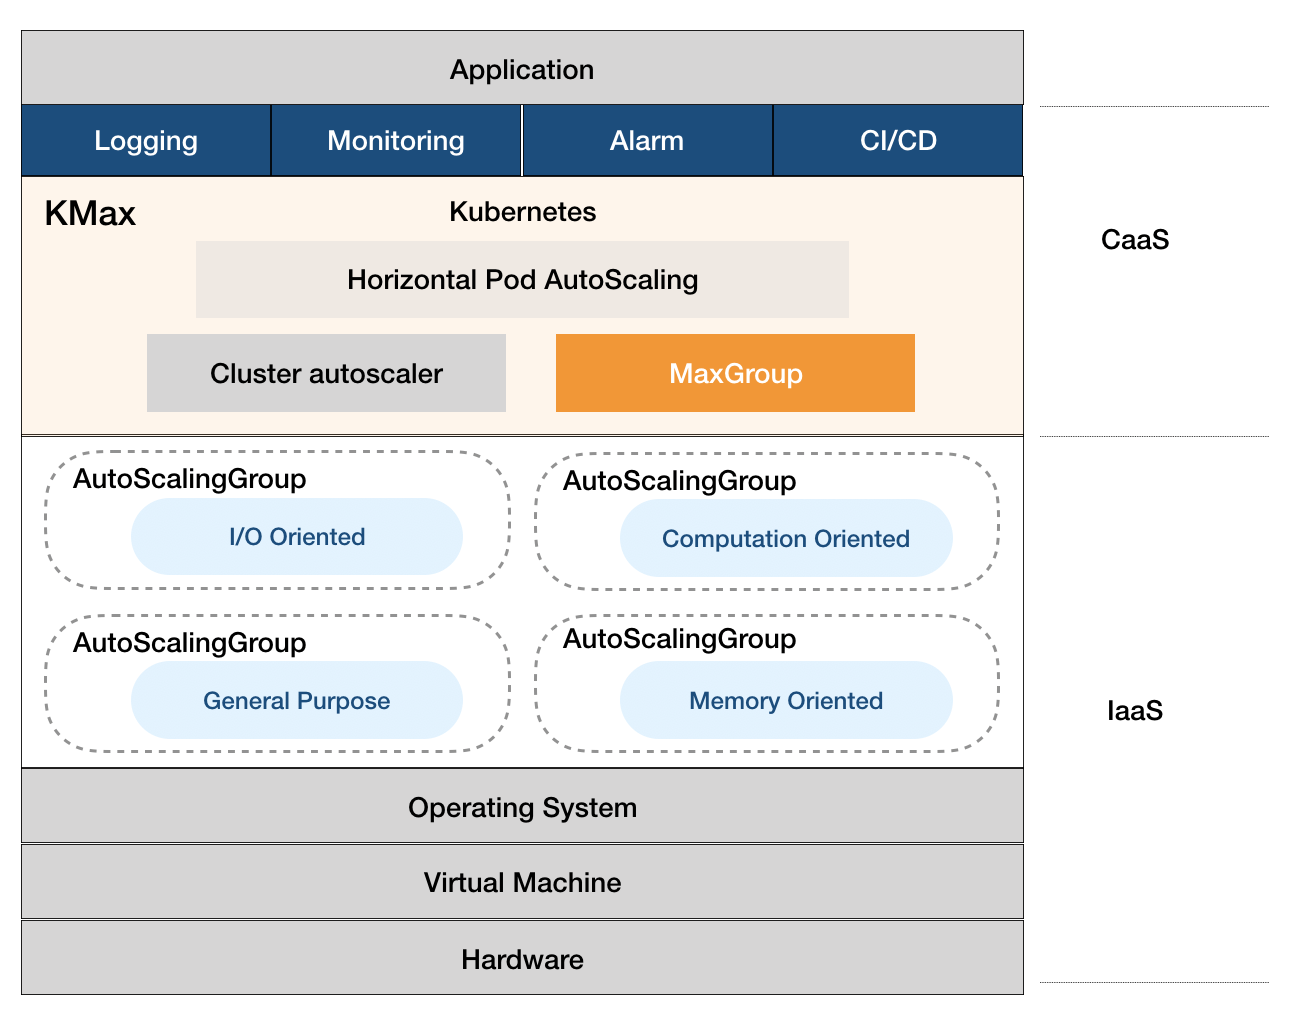 Application
Logging
Monitoring
Alarm
CI/CD
KMax
Kubernetes
CaaS
Horizontal Pod AutoScaling
Cluster autoscaler
MaxGroup
AutoScalingGroup
I/O Oriented
AutoScalingGroup
Computation Oriented
AutoScalingGroup
General Purpose
AutoScalingGroup
Memory Oriented
IaaS
Operating System
Virtual Machine
Hardware